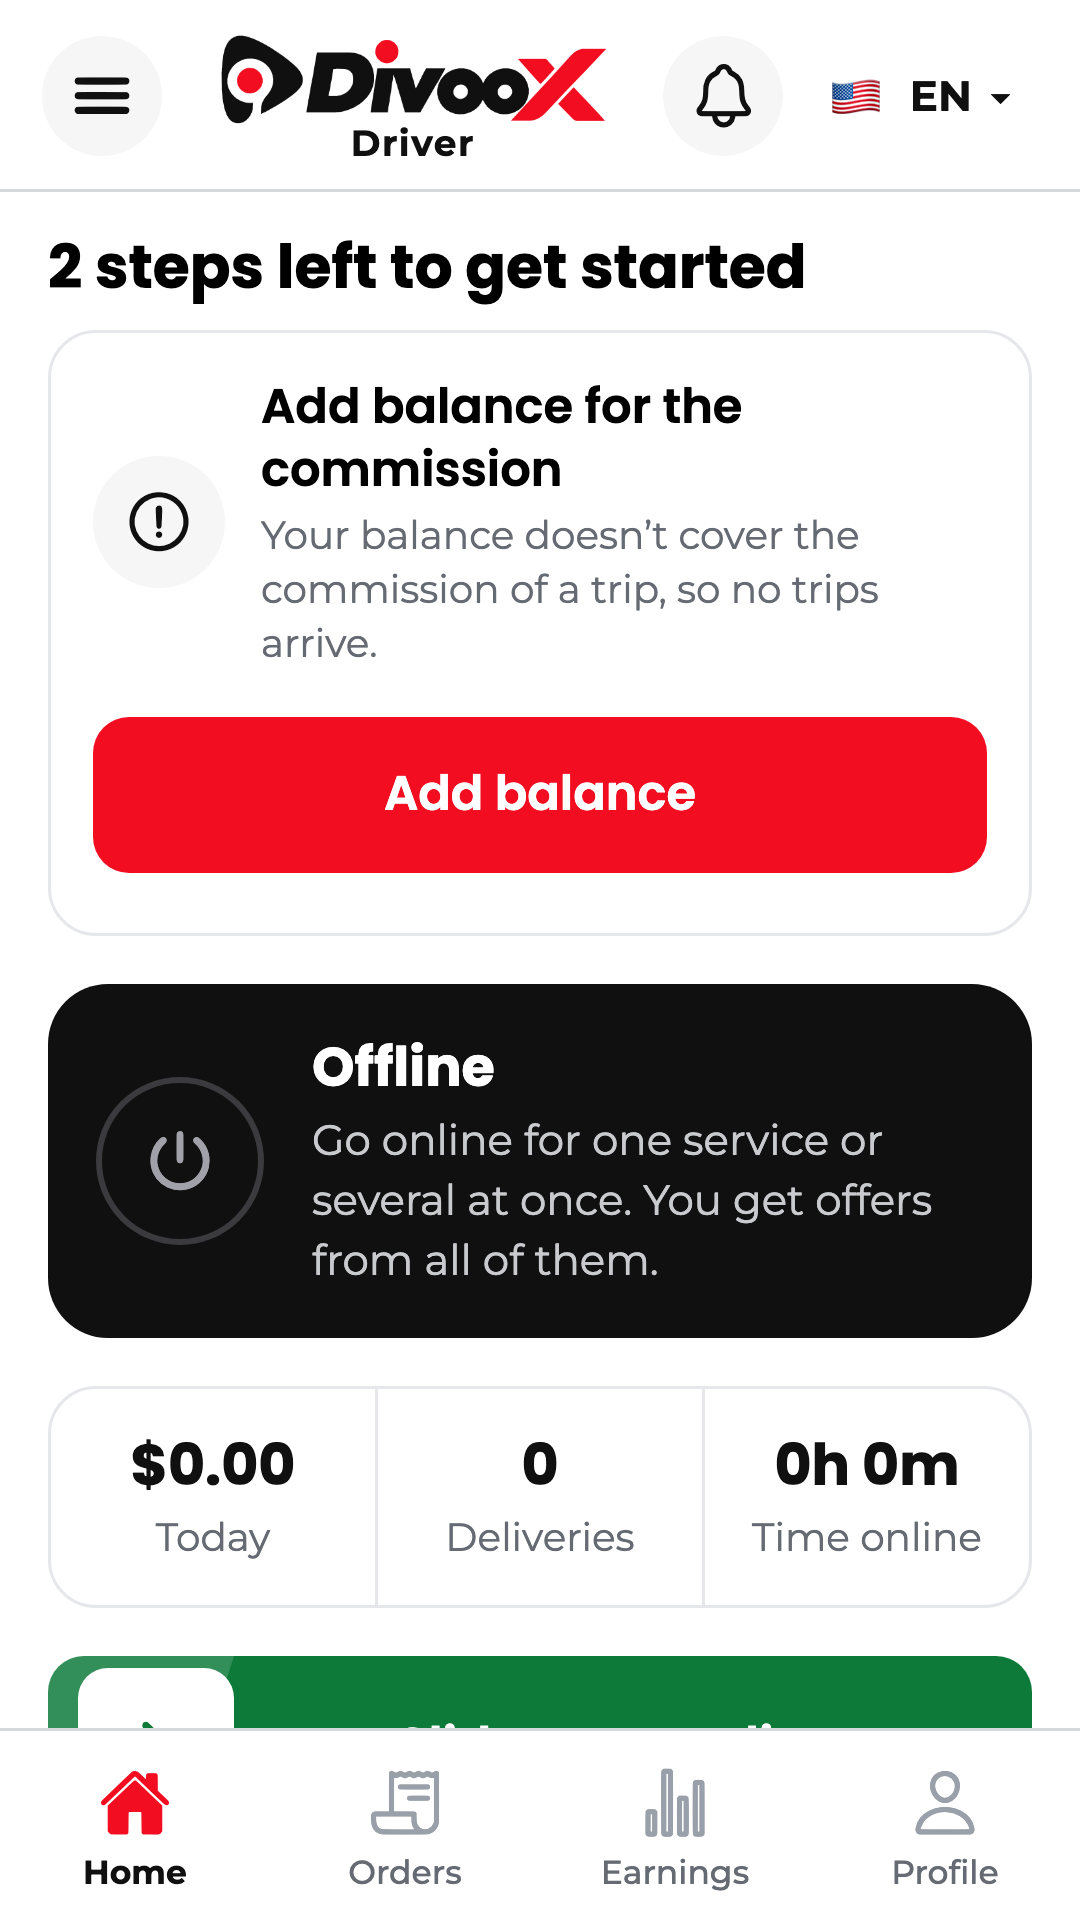 DivooX
Driver
EN
2 steps left to get started
Add balance for the
commission
Your balance doesn’t cover the
commission of a trip, so no trips
arrive.
Add balance
Offline
Go online for one service or
several at once. You get offers
from all of them.
$0.00
Today
0
Deliveries
0h 0m
Time online
Home
Orders
Earnings
Profile